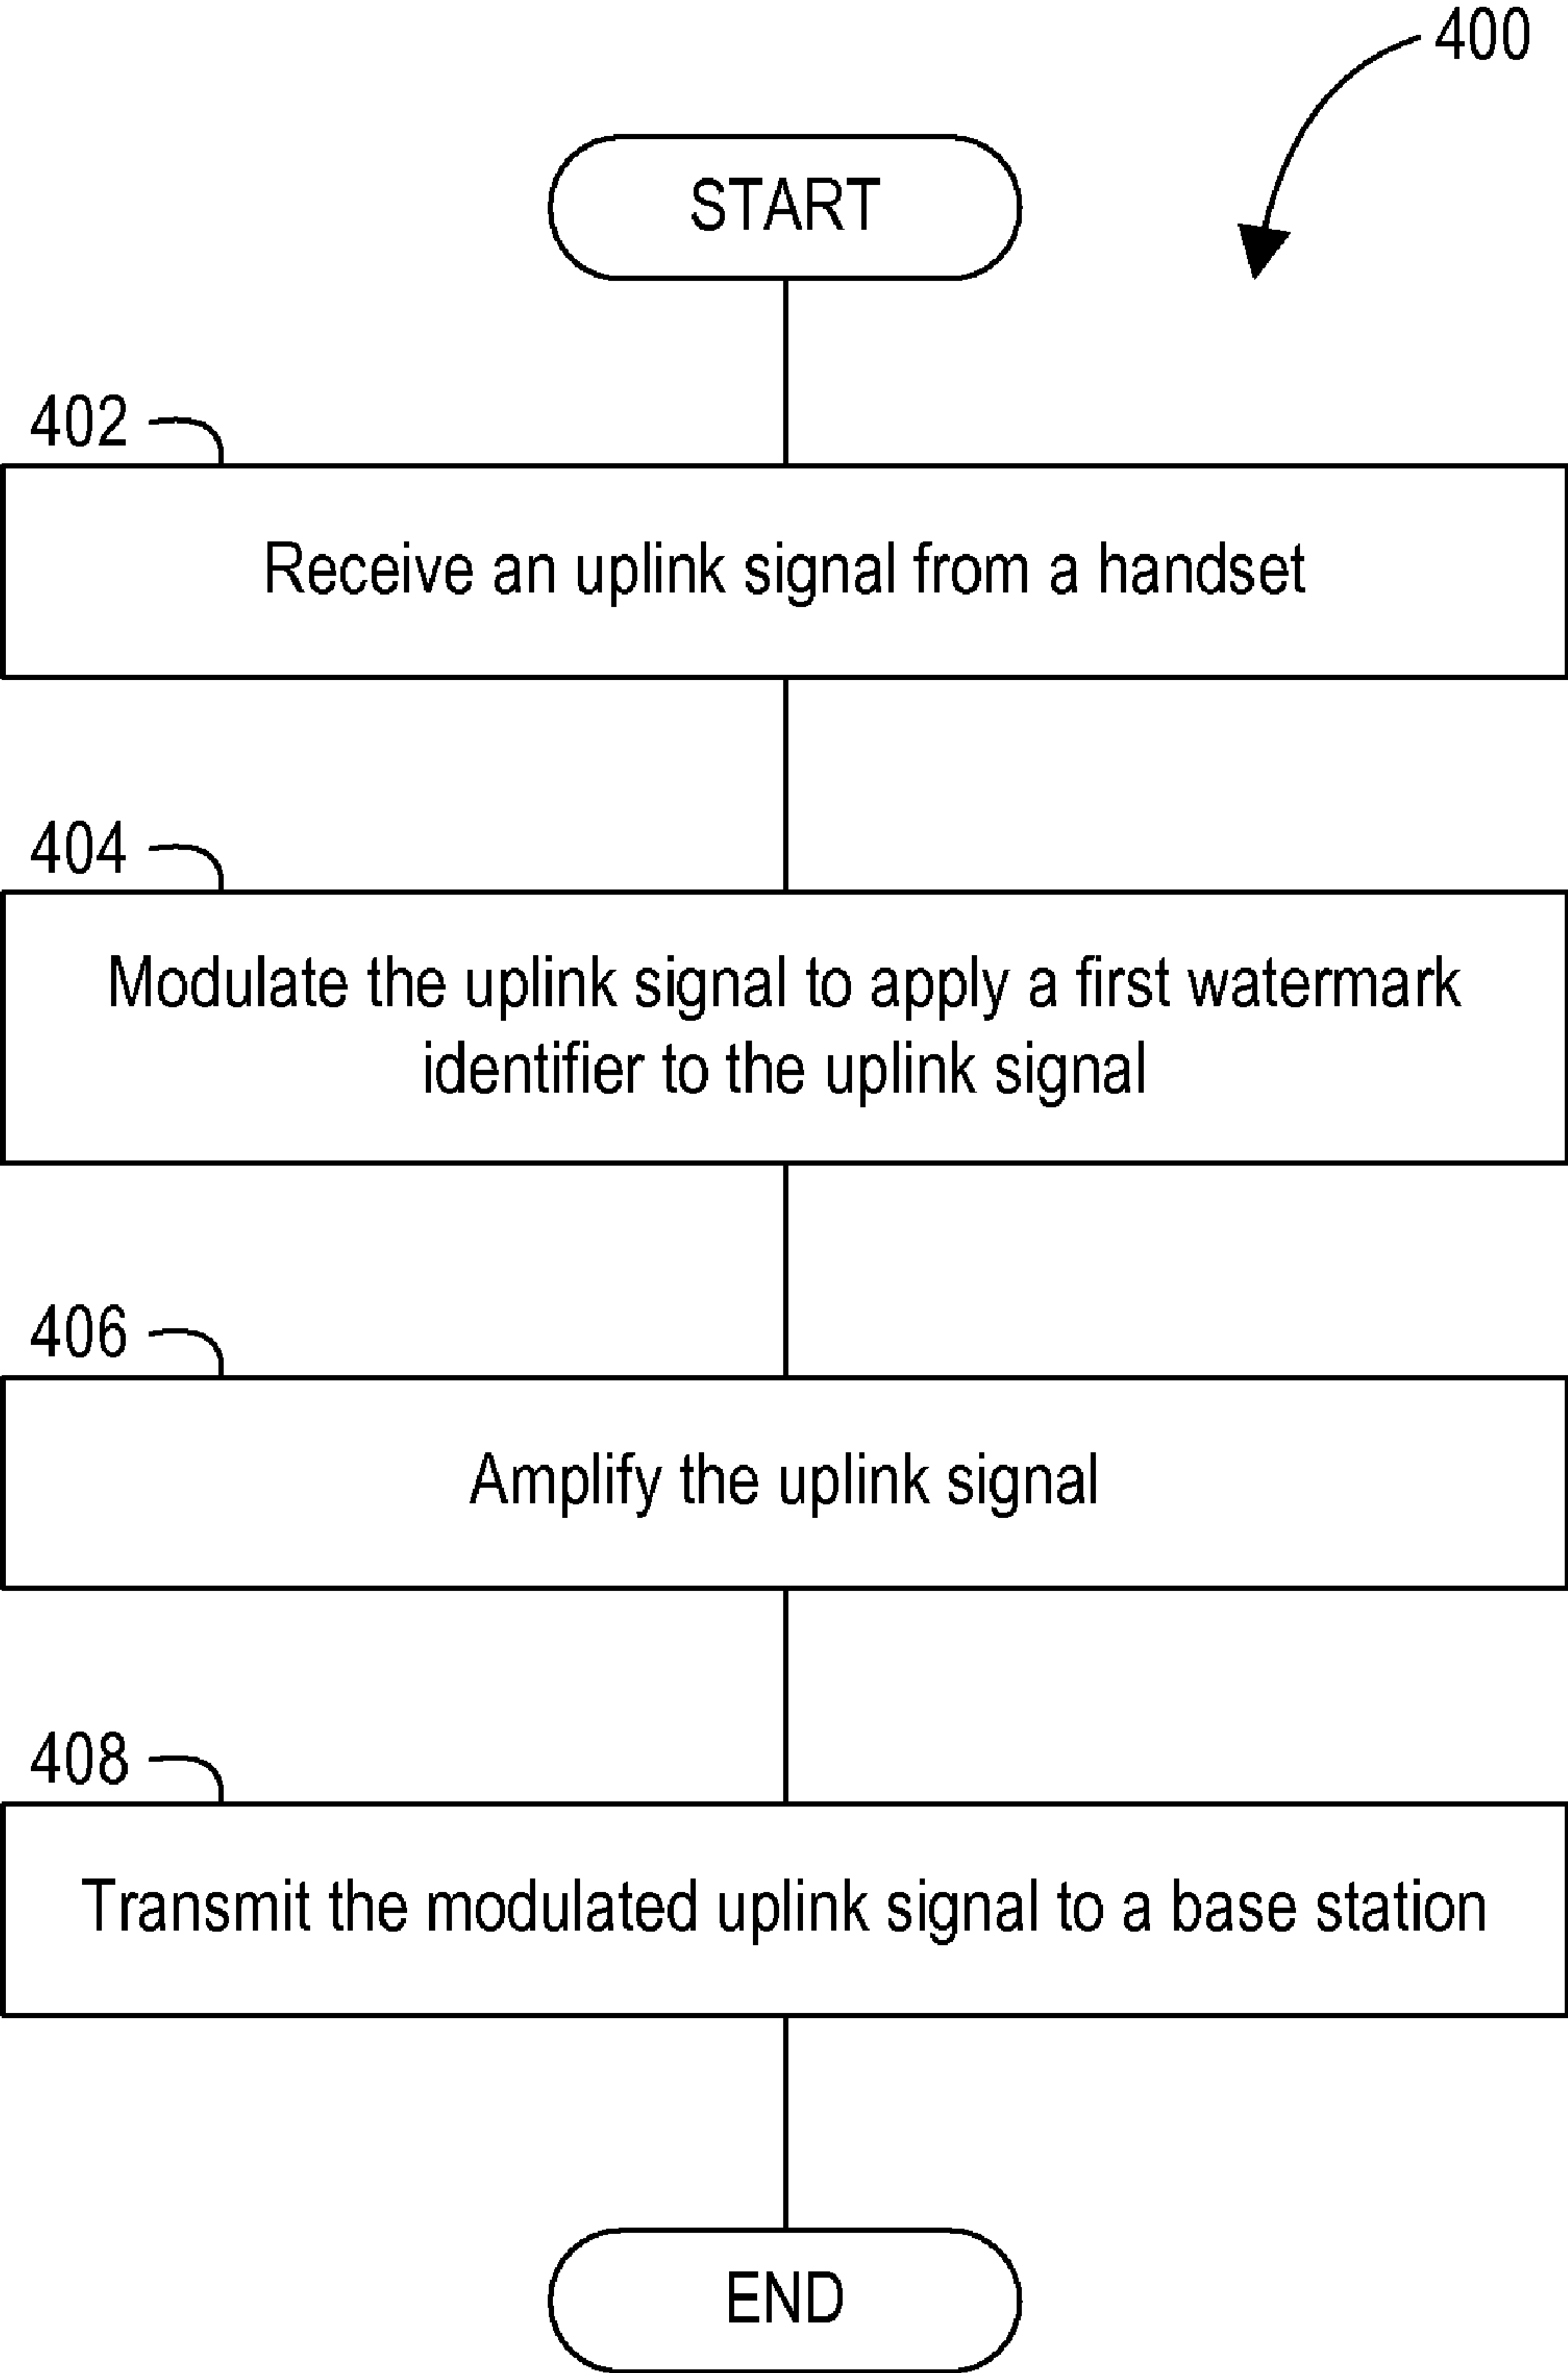 400
START
402
Receive an uplink signal from a handset
404
Modulate the uplink signal to apply a first watermark
identifier to the uplink signal
406
Amplify the uplink signal
408
Transmit the modulated uplink signal to a base station
END